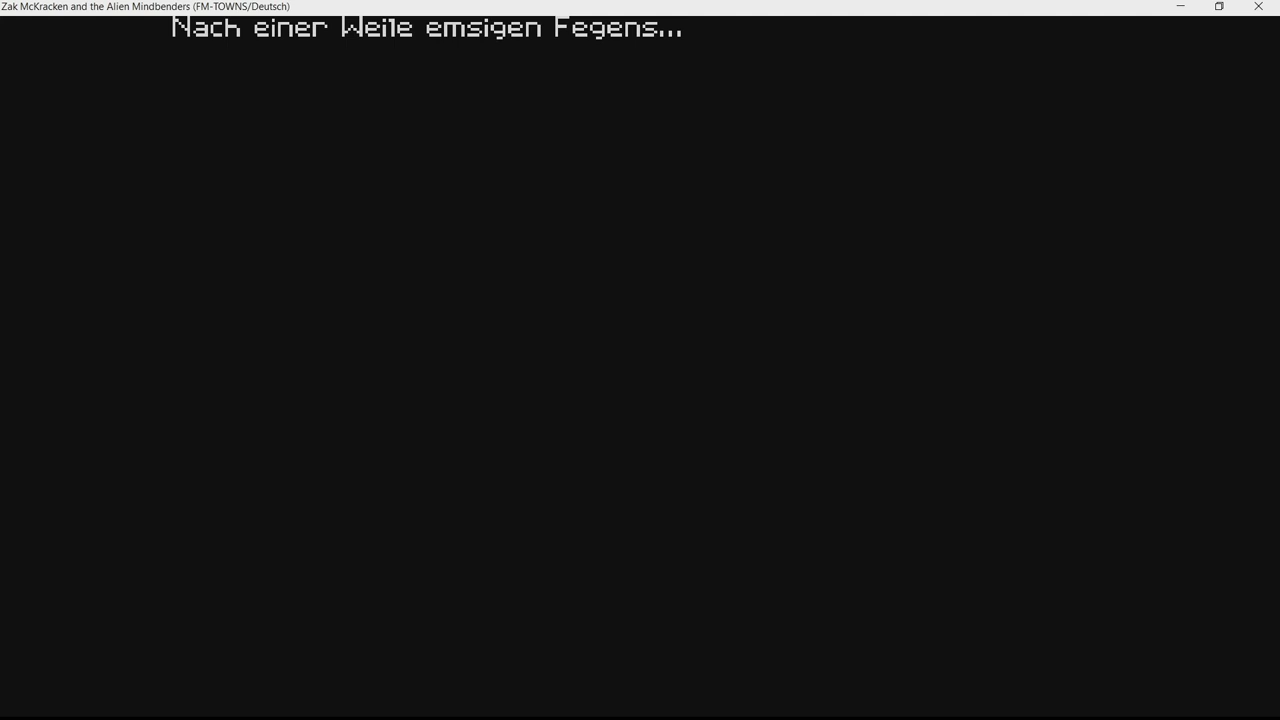 Zak McKracken and the Alien Mindbenders (FM-TOWNS/Deutsch)
Nach einer Weile emsigen Fegens...